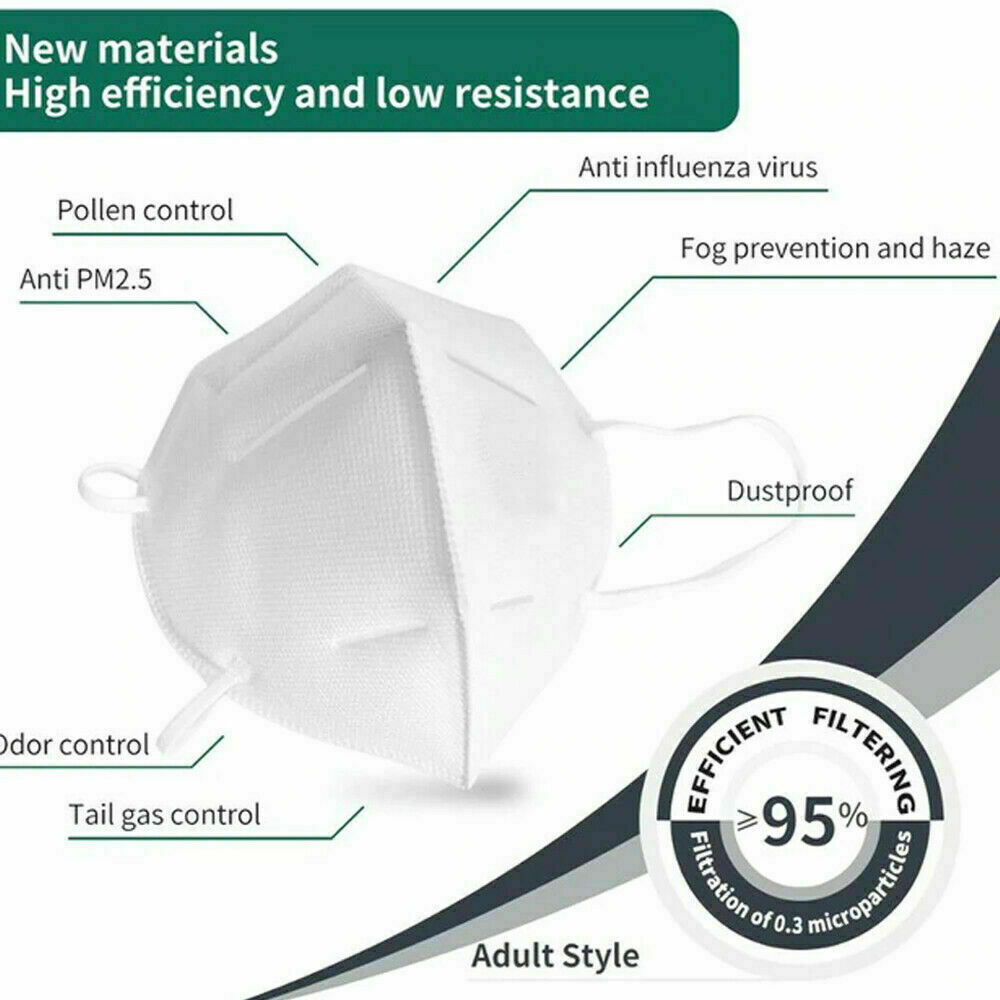 New materials
High efficiency and low resistance
Anti influenza virus
Pollen control
Fog prevention and haze
Anti PM2.5
Dustproof
Odor control
Tail gas control
EFFICIENT FILTERING
≥95%
Filtration of 0.3 microparticles
Adult Style